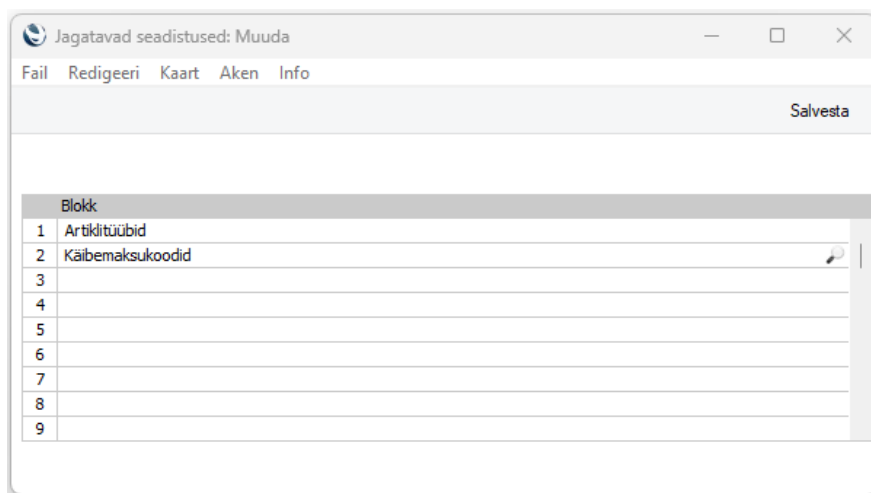 Jagatavad seadistused: Muuda
Fail Redigeeri Kaart Aken Info
Salvesta
Blokk
1 Artiklitüübid
2 Käibemaksukoodid
3
4
5
6
7
8
9